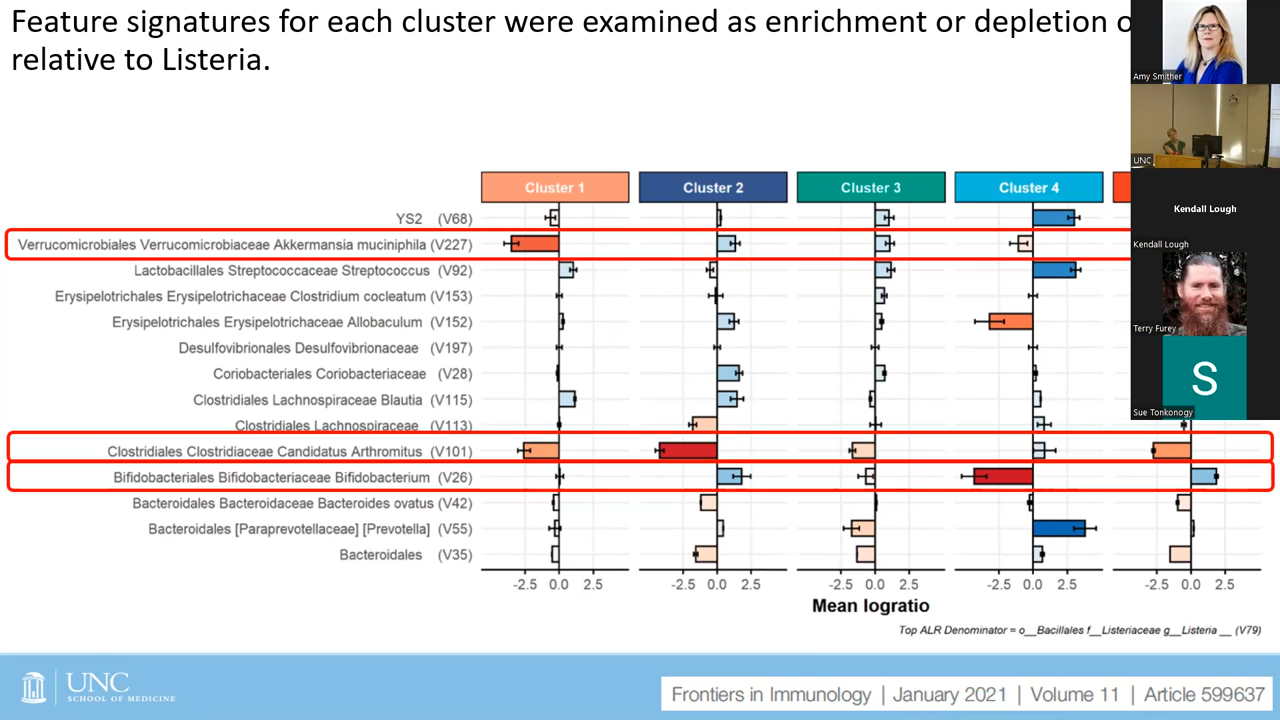 Feature signatures for each cluster were examined as enrichment or depletion
relative to Listeria.
Amy Smither
UNC
Kendall Lough
Kendall Lough
Terry Furey
S
Sue Tonkonogy
Cluster 1
Cluster 2
Cluster 3
Cluster 4
YS2 (V68)
Verrucomicrobiales Verrucomicrobiaceae Akkermansia muciniphila (V227)
Lactobacillales Streptococcaceae Streptococcus (V92)
Erysipelotrichales Erysipelotrichaceae Clostridium cocleatum (V153)
Erysipelotrichales Erysipelotrichaceae Allobaculum (V152)
Desulfovibrionales Desulfovibrionaceae (V197)
Coriobacteriales Coriobacteriaceae (V28)
Clostridiales Lachnospiraceae Blautia (V115)
Clostridiales Lachnospiraceae (V113)
Clostridiales Clostridiaceae Candidatus Arthromitus (V101)
Bifidobacteriales Bifidobacteriaceae Bifidobacterium (V26)
Bacteroidales Bacteroidaceae Bacteroides ovatus (V42)
Bacteroidales [Paraprevotellaceae] [Prevotella] (V55)
Bacteroidales (V35)
-2.5 0.0 2.5 -2.5 0.0 2.5 -2.5 0.0 2.5 -2.5 0.0 2.5 -2.5 0.0 2.5
Mean logratio
Top ALR Denominator = o__Bacillales f__Listeriaceae g__Listeria __ (V79)
UNC
SCHOOL OF MEDICINE
Frontiers in Immunology | January 2021 | Volume 11 | Article 599637